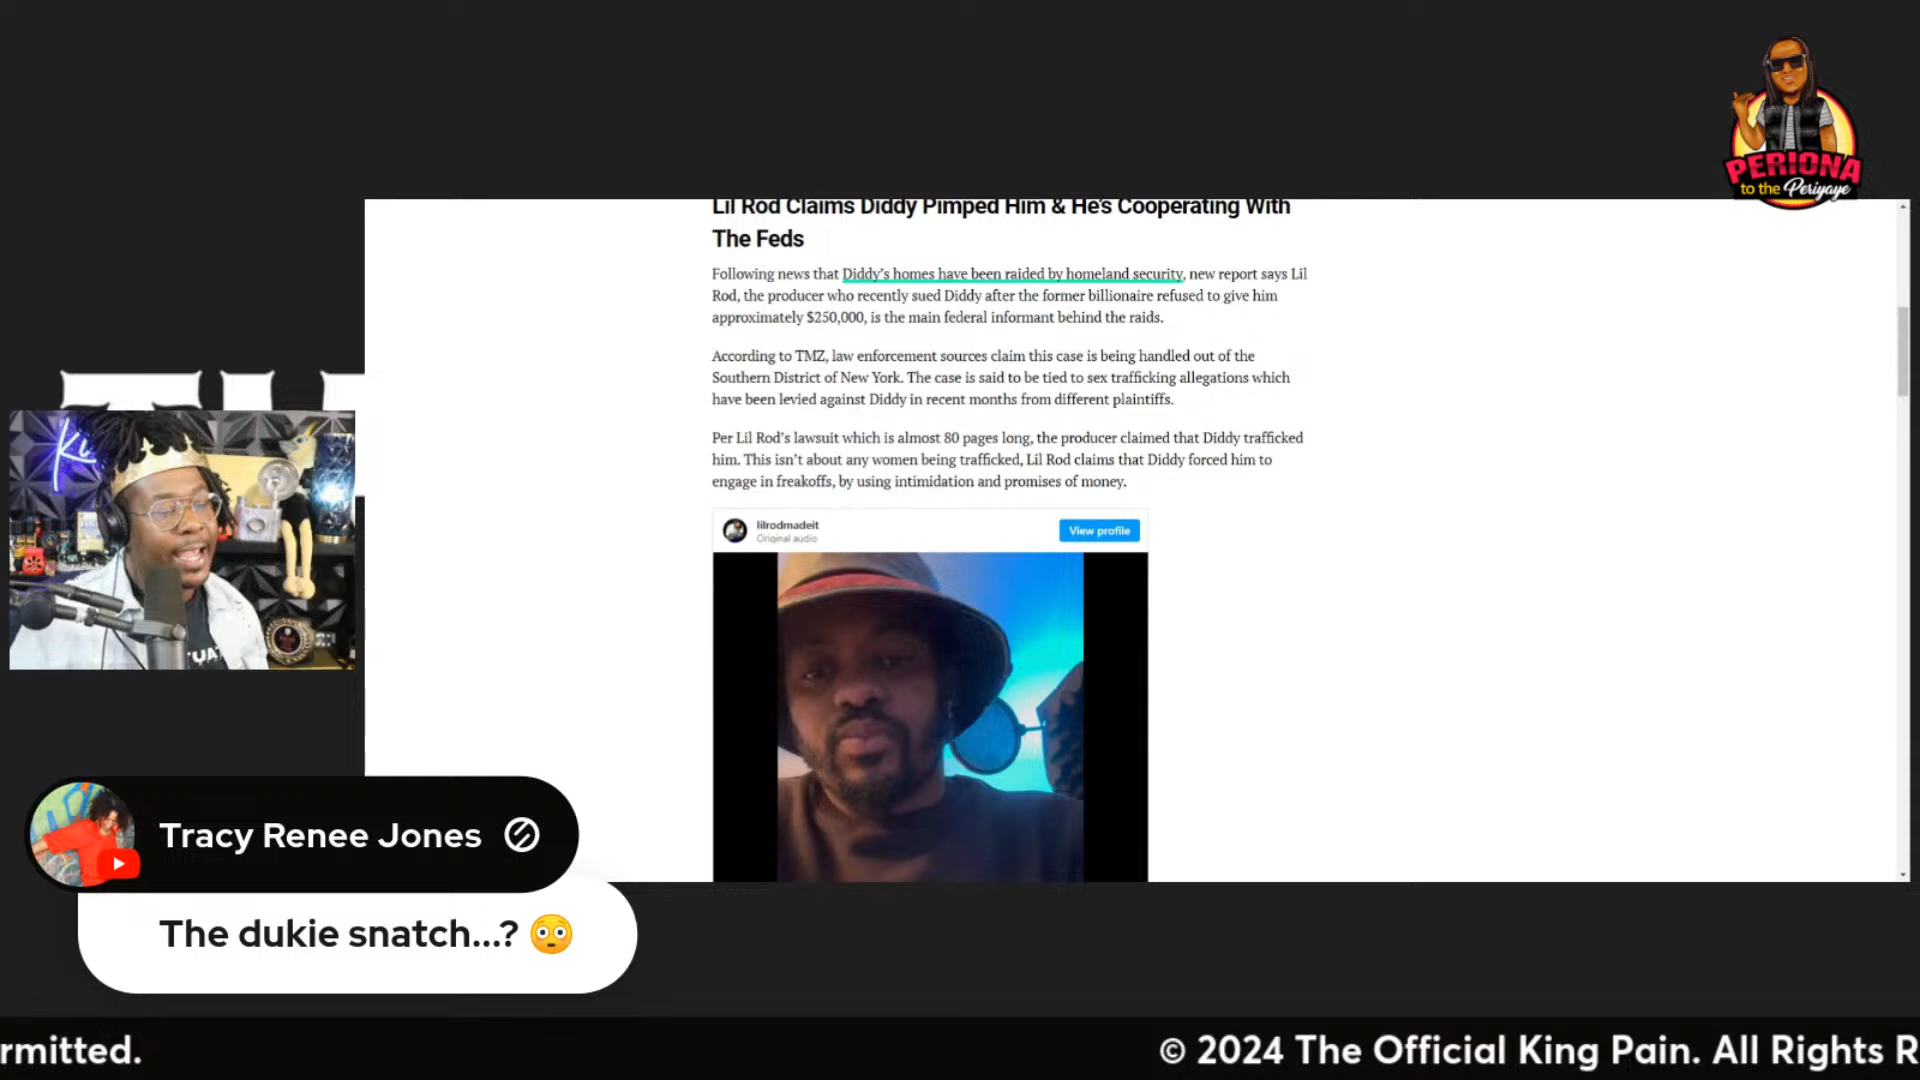 PERIONA
to the Periyaye
Lil Rod Claims Diddy Pimped Him & He's Cooperating With
The Feds
Following news that Diddy's homes have been raided by homeland security, new report says Lil
Rod, the producer who recently sued Diddy after the former billionaire refused to give him
approximately $250,000, is the main federal informant behind the raids.
According to TMZ, law enforcement sources claim this case is being handled out of the
Southern District of New York. The case is said to be tied to sex trafficking allegations which
have been levied against Diddy in recent months from different plaintiffs.
Per Lil Rod's lawsuit which is almost 80 pages long, the producer claimed that Diddy trafficked
him. This isn't about any women being trafficked, Lil Rod claims that Diddy forced him to
engage in freakoffs, by using intimidation and promises of money.
lilrodmadeit
Original audio
View profile
Ki
Tracy Renee Jones
The dukie snatch...? 😳
rmitted.
© 2024 The Official King Pain. All Rights R